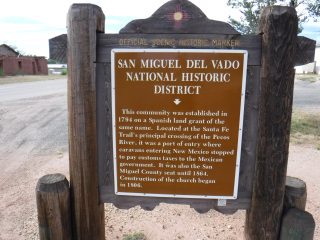 OFFICIAL SCENIC HISTORIC MARKER
SAN MIGUEL DEL VADO
NATIONAL HISTORIC
DISTRICT
This community was established in
1794 on a Spanish land grant of the
same name. Located at the Santa Fe
Trail's principal crossing of the Pecos
River, it was a port of entry where
caravans entering New Mexico stopped
to pay customs taxes to the Mexican
government. It was also the San
Miguel County seat until 1864.
Construction of the church began
in 1806.